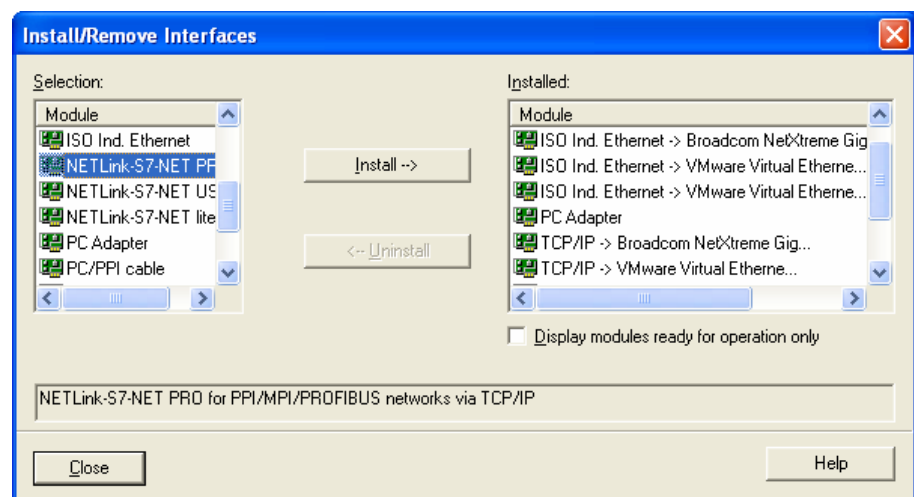 Install/Remove Interfaces
Selection:
Installed:
Module
ISO Ind. Ethernet
NETLink-S7-NET PF
NETLink-S7-NET US
NETLink-S7-NET lite
PC Adapter
PC/PPI cable
Install -->
<-- Uninstall
Module
ISO Ind. Ethernet -> Broadcom NetXtreme Gig
ISO Ind. Ethernet -> VMware Virtual Etherne...
ISO Ind. Ethernet -> VMware Virtual Etherne...
PC Adapter
TCP/IP -> Broadcom NetXtreme Gig...
TCP/IP -> VMware Virtual Etherne...
Display modules ready for operation only
NETLink-S7-NET PRO for PPI/MPI/PROFIBUS networks via TCP/IP
Close
Help